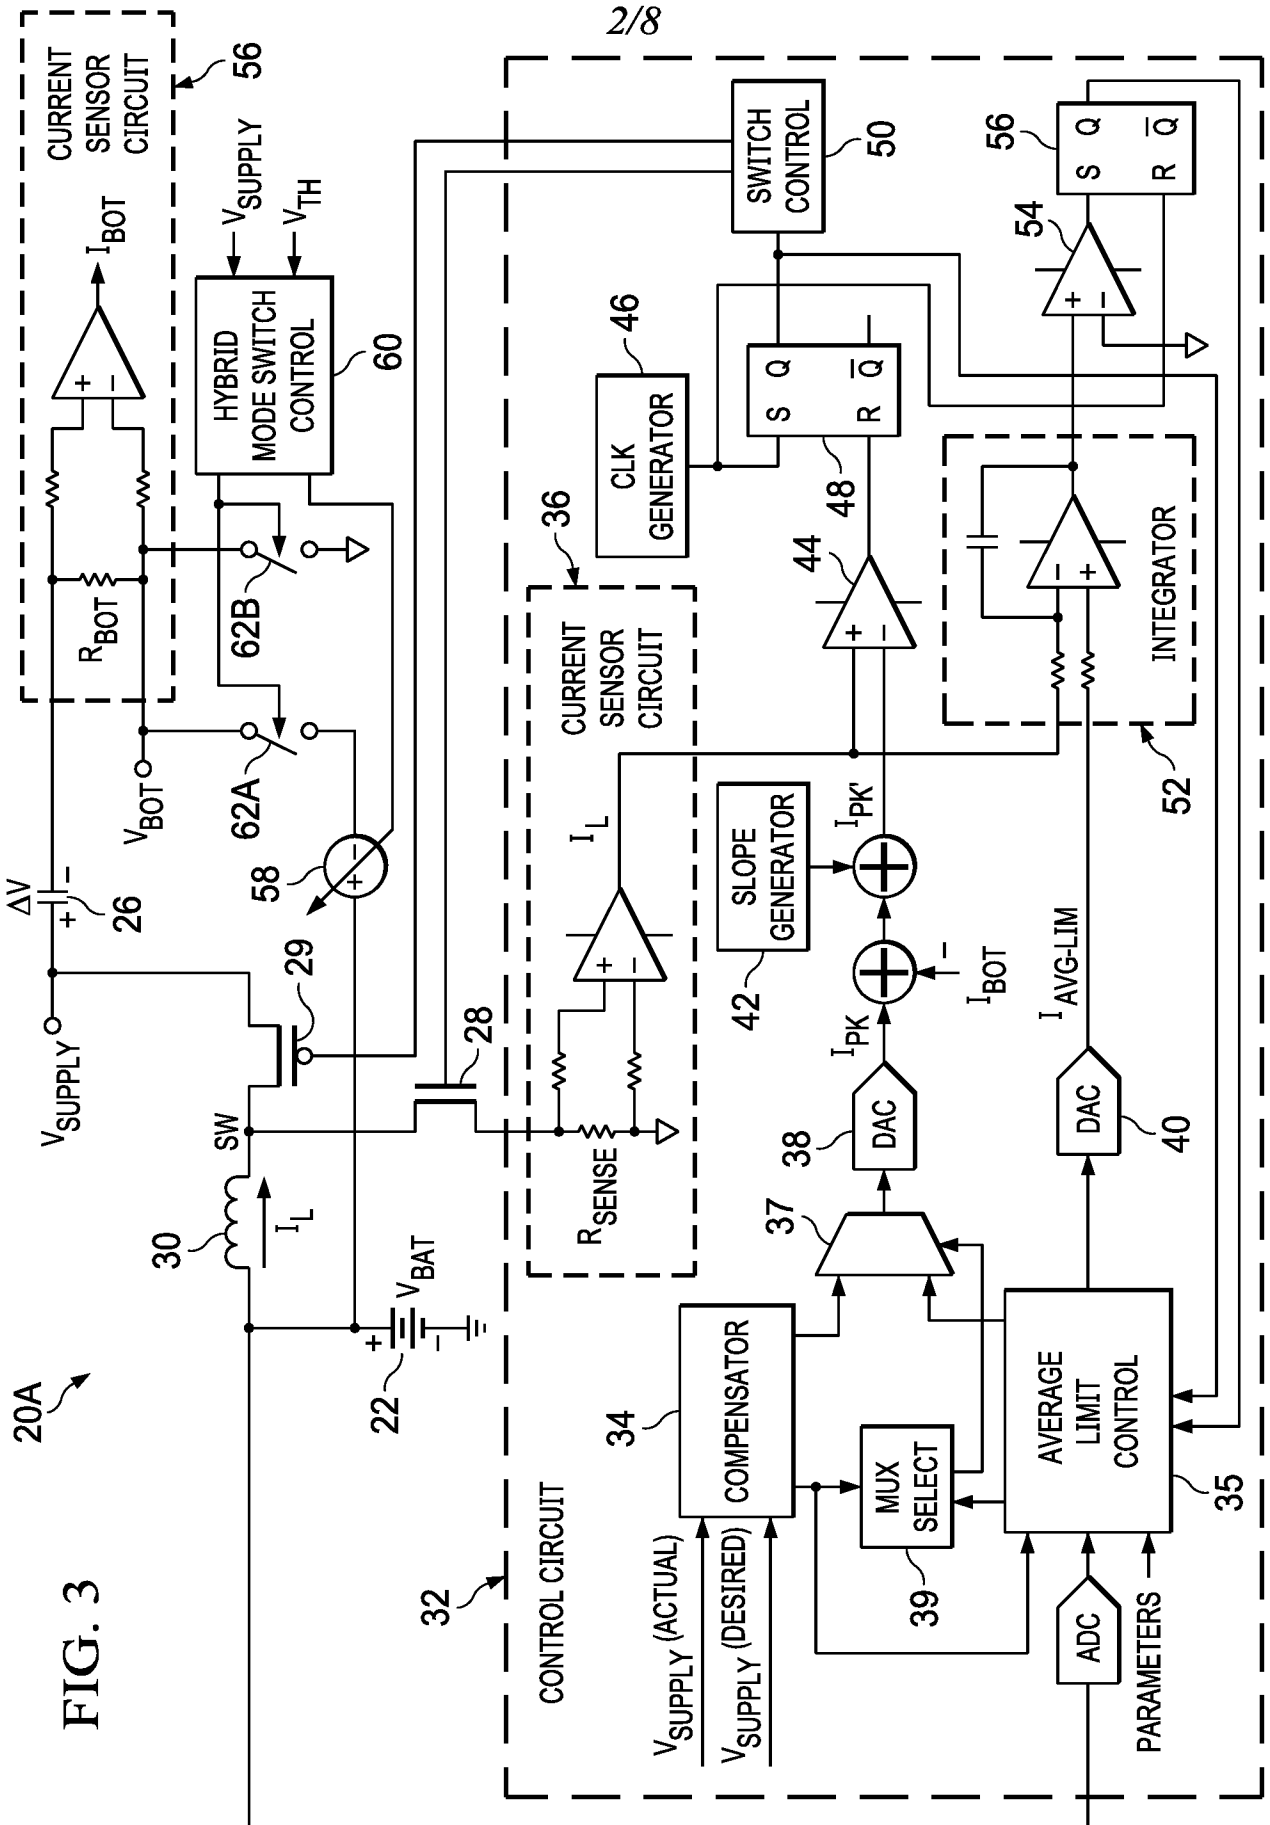 2/8
FIG. 3
20A
CURRENT
SENSOR
CIRCUIT
56
I_BOT
+
−
R_BOT
V_BOT
ΔV
+
−
26
V_SUPPLY
V_SUPPLY
V_TH
HYBRID
MODE SWITCH
CONTROL
60
62B
62A
58
+
−
29
28
SW
30
I_L
V_BAT
+
−
22
32
CONTROL CIRCUIT
V_SUPPLY (ACTUAL)
V_SUPPLY (DESIRED)
34
COMPENSATOR
MUX
SELECT
39
37
AVERAGE
LIMIT
CONTROL
35
ADC
PARAMETERS
38
DAC
I_PK
DAC
40
I_AVG-LIM
I_BOT
−
SLOPE
GENERATOR
42
I_PK'
CURRENT
SENSOR
CIRCUIT
36
R_SENSE
+
−
I_L
44
+
−
CLK
GENERATOR
46
S
Q
R
Q̅
48
SWITCH
CONTROL
50
INTEGRATOR
52
−
+
54
+
−
56
S
Q
R
Q̅